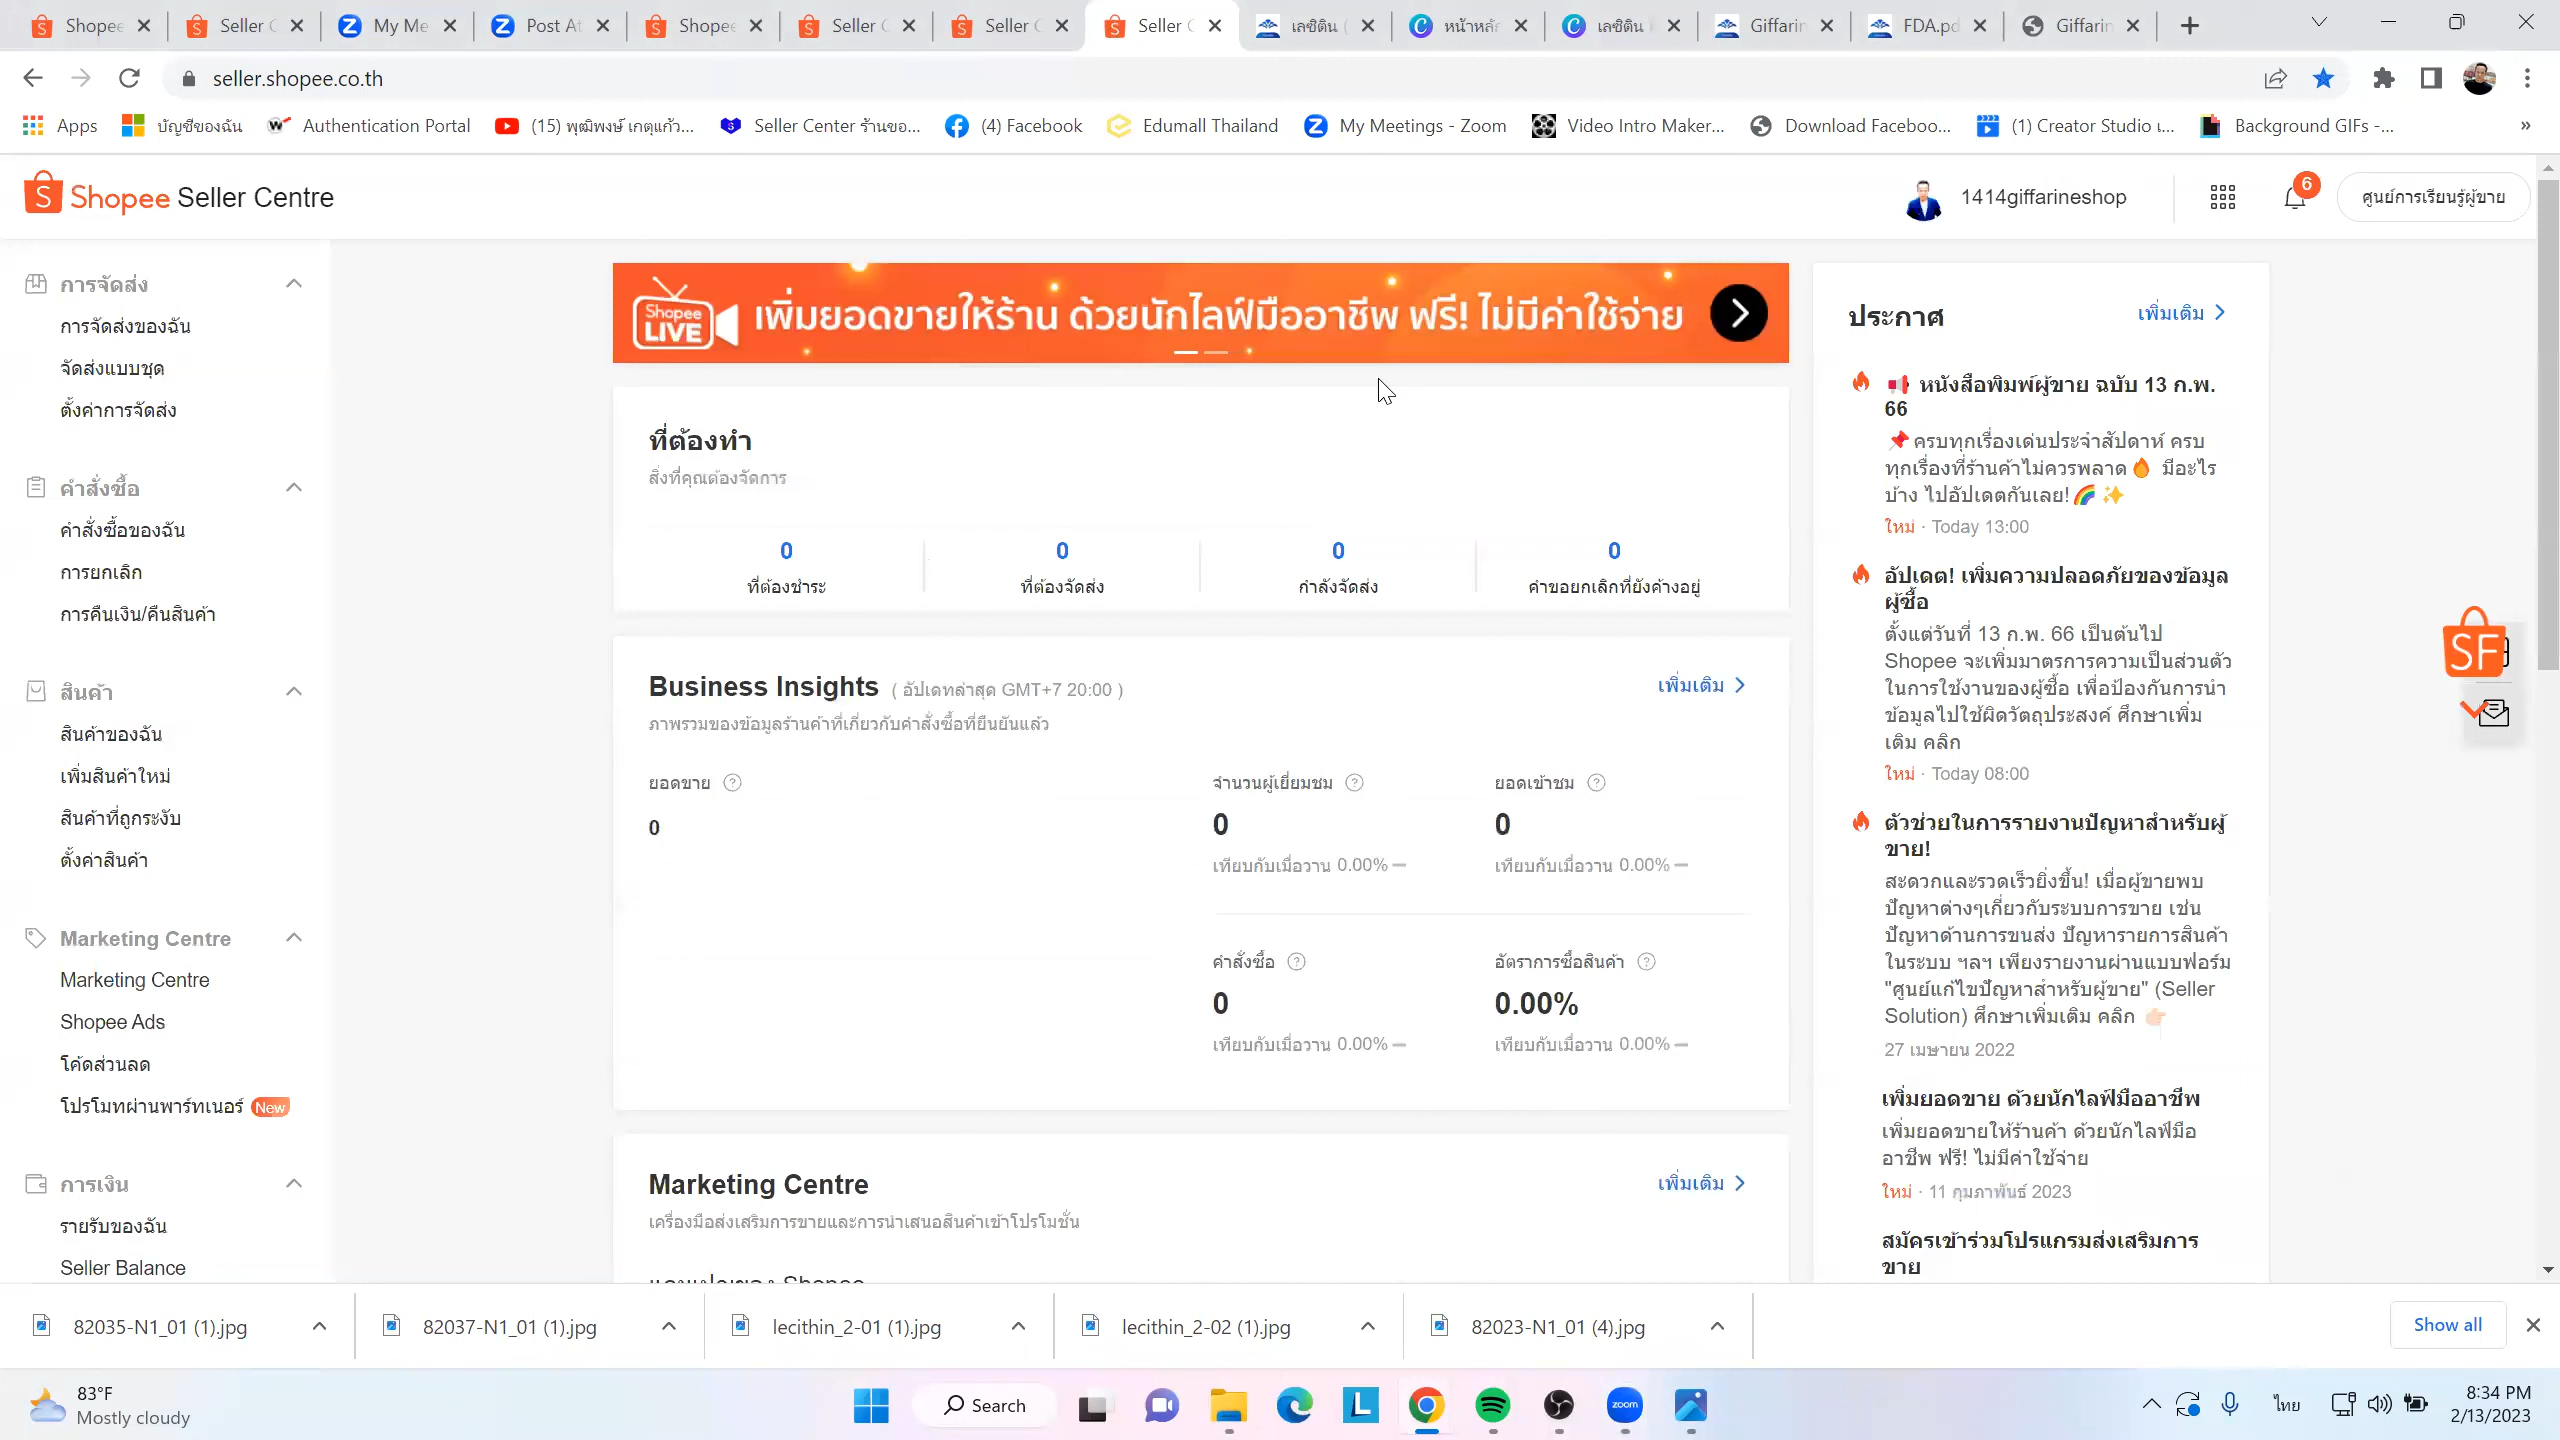 Shopee
Seller C
My Me
Post At
Shopee
Seller C
Seller C
Seller C
เลซิติน (
หน้าหลัก
เลซิติน
Giffarin
FDA.pd
Giffarin
seller.shopee.co.th
Apps
บัญชีของฉัน
Authentication Portal
(15) พุฒิพงษ์ เกตุแก้ว...
Seller Center ร้านขอ...
(4) Facebook
Edumall Thailand
My Meetings - Zoom
Video Intro Maker...
Download Faceboo...
(1) Creator Studio เ...
Background GIFs -...
Shopee Seller Centre
1414giffarineshop
6
ศูนย์การเรียนรู้ผู้ขาย
การจัดส่ง
การจัดส่งของฉัน
จัดส่งแบบชุด
ตั้งค่าการจัดส่ง
คำสั่งซื้อ
คำสั่งซื้อของฉัน
การยกเลิก
การคืนเงิน/คืนสินค้า
สินค้า
สินค้าของฉัน
เพิ่มสินค้าใหม่
สินค้าที่ถูกระงับ
ตั้งค่าสินค้า
Marketing Centre
Marketing Centre
Shopee Ads
โค้ดส่วนลด
โปรโมทผ่านพาร์ทเนอร์ New
การเงิน
รายรับของฉัน
Seller Balance
Shopee LIVE
เพิ่มยอดขายให้ร้าน ด้วยนักไลฟ์มืออาชีพ ฟรี! ไม่มีค่าใช้จ่าย
ที่ต้องทำ
สิ่งที่คุณต้องจัดการ
0
ที่ต้องชำระ
0
ที่ต้องจัดส่ง
0
กำลังจัดส่ง
0
คำขอยกเลิกที่ยังค้างอยู่
Business Insights ( อัปเดทล่าสุด GMT+7 20:00 )
เพิ่มเติม
ภาพรวมของข้อมูลร้านค้าที่เกี่ยวกับคำสั่งซื้อที่ยืนยันแล้ว
ยอดขาย
0
จำนวนผู้เยี่ยมชม
0
เทียบกับเมื่อวาน 0.00%
ยอดเข้าชม
0
เทียบกับเมื่อวาน 0.00%
คำสั่งซื้อ
0
เทียบกับเมื่อวาน 0.00%
อัตราการซื้อสินค้า
0.00%
เทียบกับเมื่อวาน 0.00%
0
Marketing Centre
เพิ่มเติม
เครื่องมือส่งเสริมการขายและการนำเสนอสินค้าเข้าโปรโมชั่น
ประกาศ
เพิ่มเติม
หนังสือพิมพ์ผู้ขาย ฉบับ 13 ก.พ.
66
ครบทุกเรื่องเด่นประจำสัปดาห์ ครบ
ทุกเรื่องที่ร้านค้าไม่ควรพลาด มีอะไร
บ้าง ไปอัปเดตกันเลย!
ใหม่ · Today 13:00
อัปเดต! เพิ่มความปลอดภัยของข้อมูล
ผู้ซื้อ
ตั้งแต่วันที่ 13 ก.พ. 66 เป็นต้นไป
Shopee จะเพิ่มมาตรการความเป็นส่วนตัว
ในการใช้งานของผู้ซื้อ เพื่อป้องกันการนำ
ข้อมูลไปใช้ผิดวัตถุประสงค์ ศึกษาเพิ่ม
เติม คลิก
ใหม่ · Today 08:00
ตัวช่วยในการรายงานปัญหาสำหรับผู้
ขาย!
สะดวกและรวดเร็วยิ่งขึ้น! เมื่อผู้ขายพบ
ปัญหาต่างๆเกี่ยวกับระบบการขาย เช่น
ปัญหาด้านการขนส่ง ปัญหารายการสินค้า
ในระบบ ฯลฯ เพียงรายงานผ่านแบบฟอร์ม
"ศูนย์แก้ไขปัญหาสำหรับผู้ขาย" (Seller
Solution) ศึกษาเพิ่มเติม คลิก
27 เมษายน 2022
เพิ่มยอดขาย ด้วยนักไลฟ์มืออาชีพ
เพิ่มยอดขายให้ร้านค้า ด้วยนักไลฟ์มือ
อาชีพ ฟรี! ไม่มีค่าใช้จ่าย
ใหม่ · 11 กุมภาพันธ์ 2023
สมัครเข้าร่วมโปรแกรมส่งเสริมการ
ขาย
SF
82035-N1_01 (1).jpg
82037-N1_01 (1).jpg
lecithin_2-01 (1).jpg
lecithin_2-02 (1).jpg
82023-N1_01 (4).jpg
Show all
83°F
Mostly cloudy
Search
zoom
ไทย
8:34 PM
2/13/2023